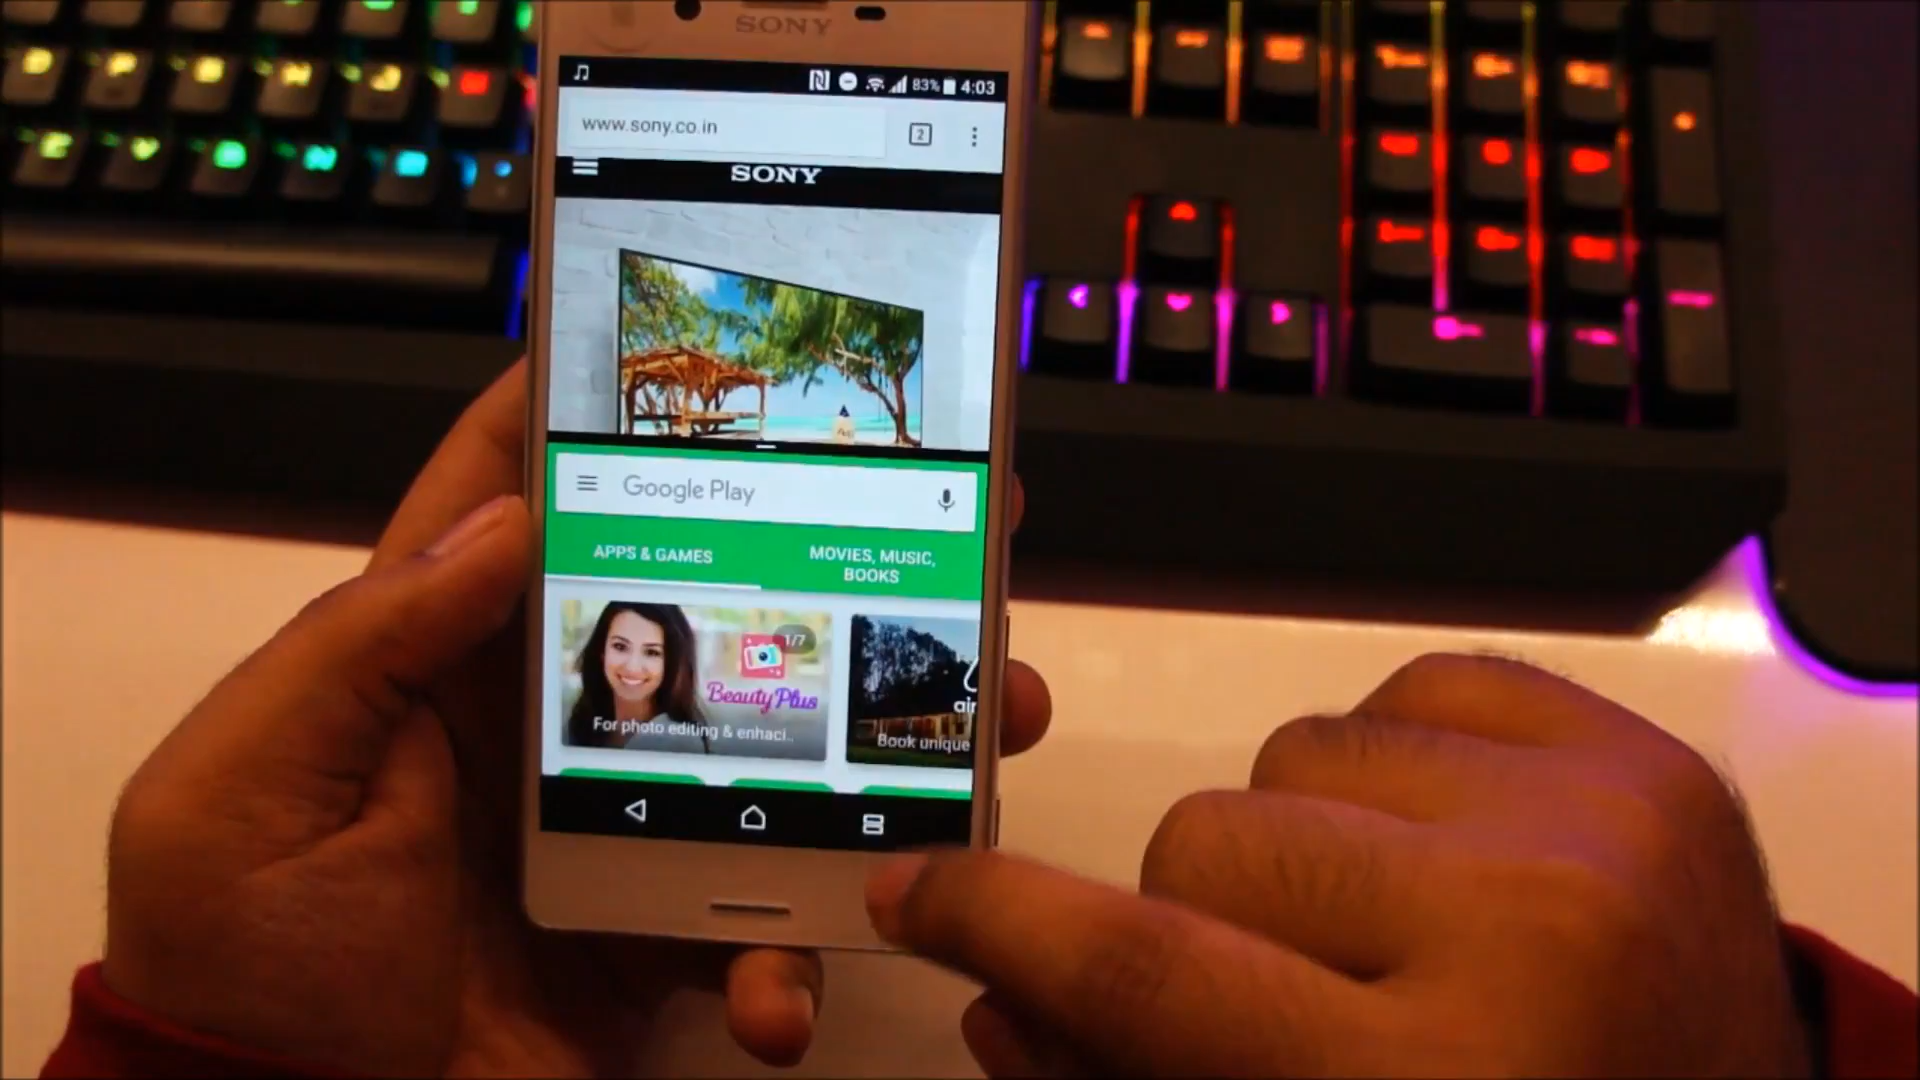 SONY
83% 4:03
www.sony.co.in
2
SONY
Google Play
APPS & GAMES
MOVIES, MUSIC,
BOOKS
1/7
BeautyPlus
For photo editing & enhaci..
air
Book unique